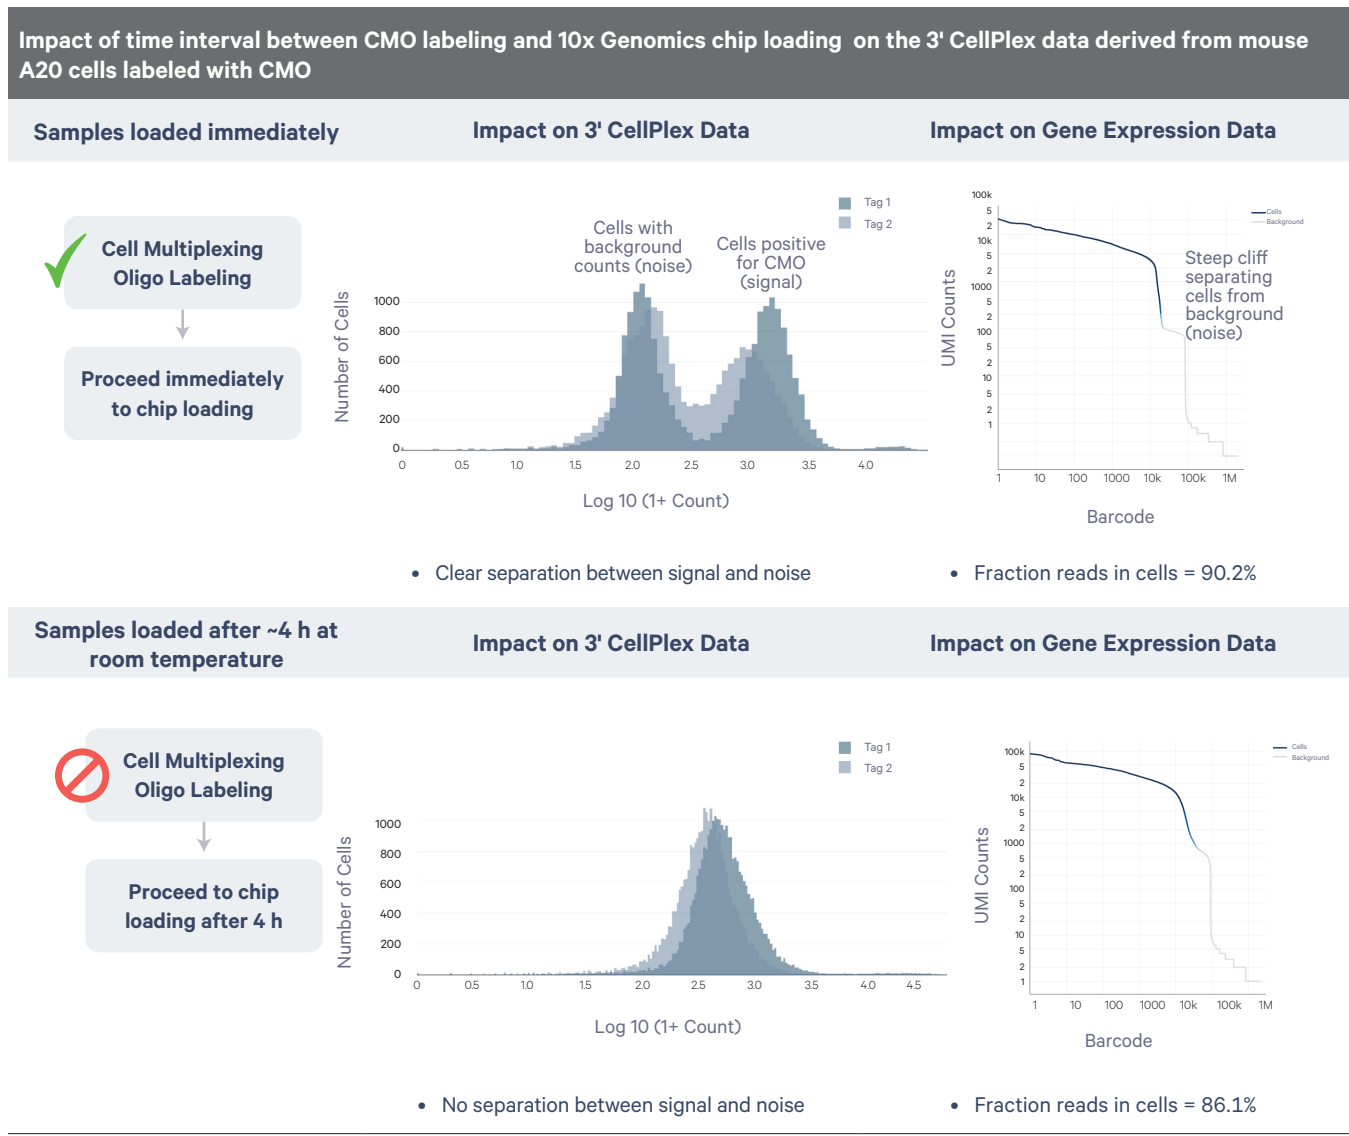 Impact of time interval between CMO labeling and 10x Genomics chip loading on the 3' CellPlex data derived from mouse
A20 cells labeled with CMO
Samples loaded immediately
Impact on 3' CellPlex Data
Impact on Gene Expression Data
Cell Multiplexing
Oligo Labeling
Proceed immediately
to chip loading
Tag 1
Tag 2
Cells with
background
counts (noise)
Cells positive
for CMO
(signal)
Number of Cells
1000
800
600
400
200
0
0
0.5
1.0
1.5
2.0
2.5
3.0
3.5
4.0
Log 10 (1+ Count)
• Clear separation between signal and noise
Cells
Background
Steep cliff
separating
cells from
background
(noise)
UMI Counts
100k
5
2
10k
5
2
1000
5
2
100
5
2
10
5
2
1
1
10
100
1000
10k
100k
1M
Barcode
• Fraction reads in cells = 90.2%
Samples loaded after ~4 h at
room temperature
Impact on 3' CellPlex Data
Impact on Gene Expression Data
Cell Multiplexing
Oligo Labeling
Proceed to chip
loading after 4 h
Tag 1
Tag 2
Number of Cells
1000
800
600
400
200
0
0
0.5
1.0
1.5
2.0
2.5
3.0
3.5
4.0
4.5
Log 10 (1+ Count)
• No separation between signal and noise
Cells
Background
UMI Counts
100k
5
2
10k
5
2
1000
5
2
100
5
2
10
5
2
1
1
10
100
1000
10k
100k
1M
Barcode
• Fraction reads in cells = 86.1%